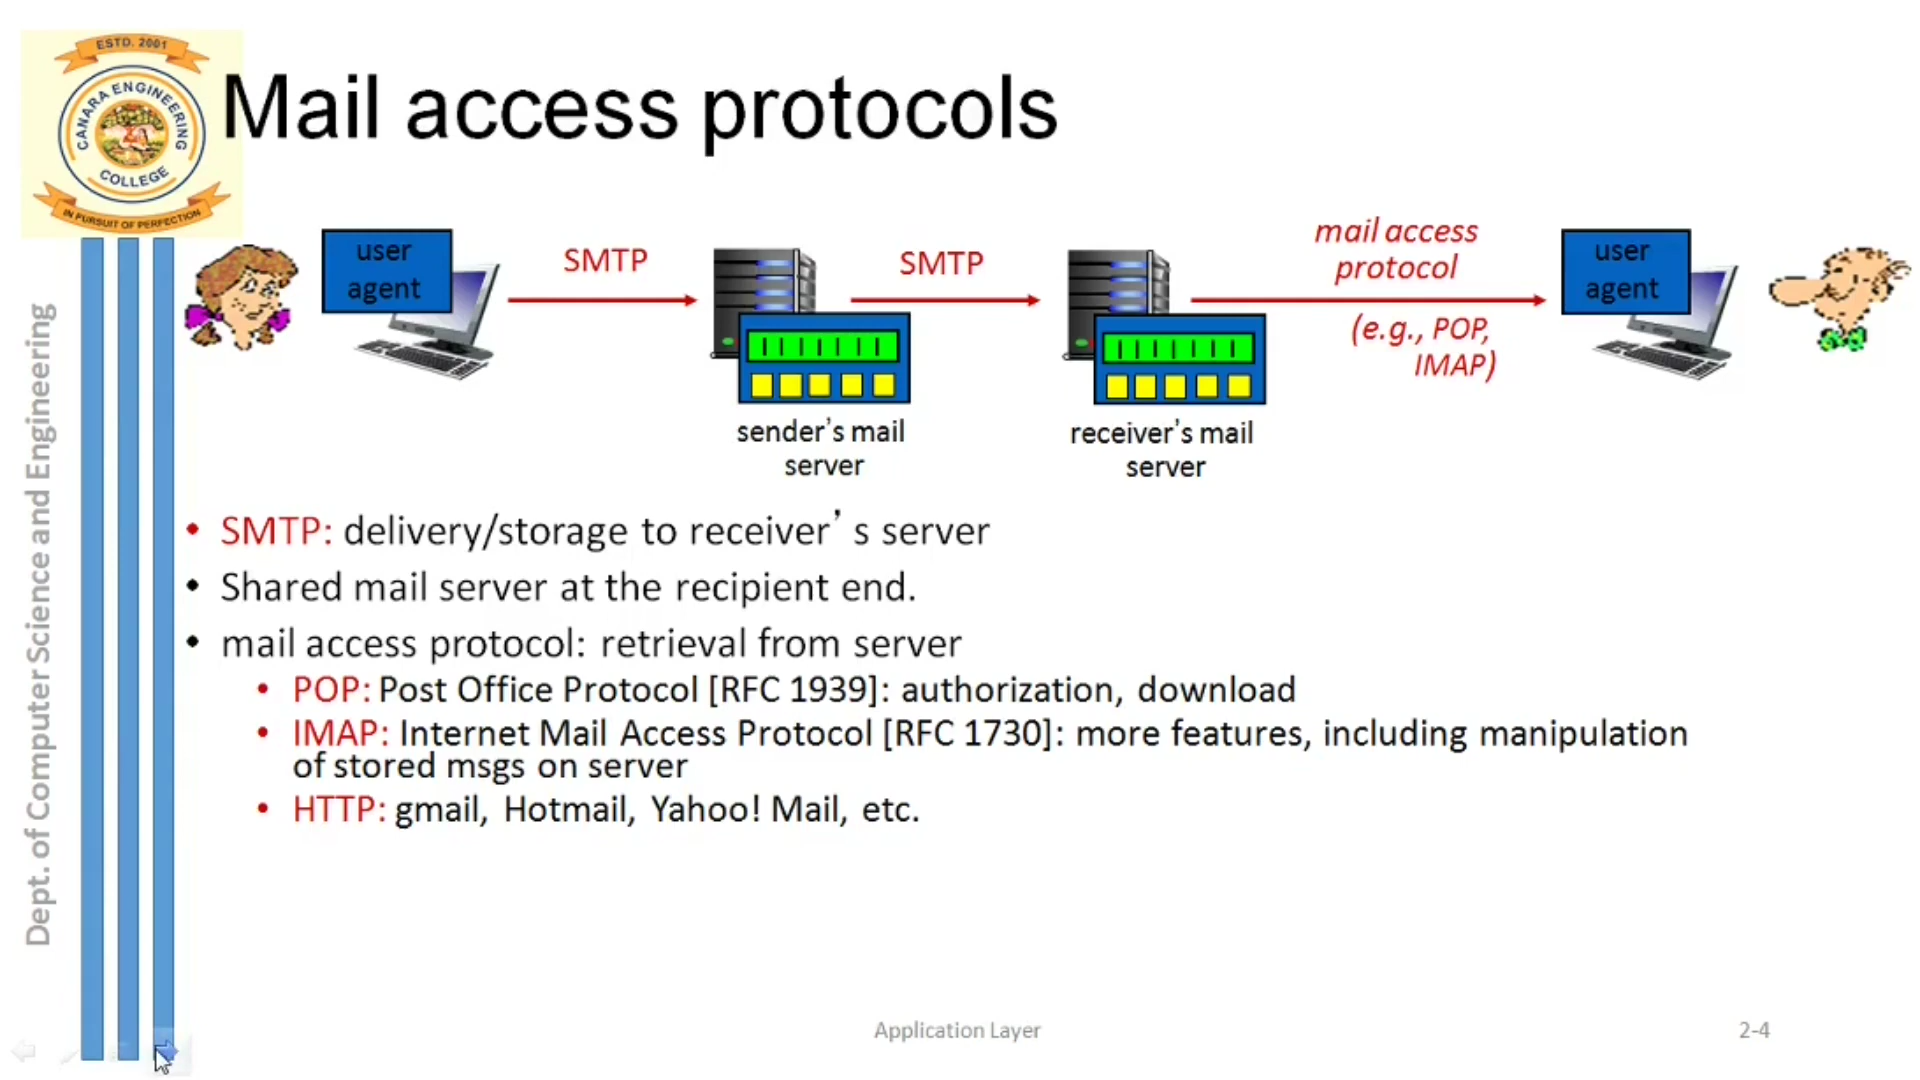 ESTD. 2001
CANARA ENGINEERING
COLLEGE
IN PURSUIT OF PERFECTION
Mail access protocols
user
agent
SMTP
SMTP
mail access
protocol
(e.g., POP,
IMAP)
user
agent
sender’s mail
server
receiver’s mail
server
• SMTP: delivery/storage to receiver’ s server
• Shared mail server at the recipient end.
• mail access protocol: retrieval from server
• POP: Post Office Protocol [RFC 1939]: authorization, download
• IMAP: Internet Mail Access Protocol [RFC 1730]: more features, including manipulation
of stored msgs on server
• HTTP: gmail, Hotmail, Yahoo! Mail, etc.
Dept. of Computer Science and Engineering
Application Layer
2-4